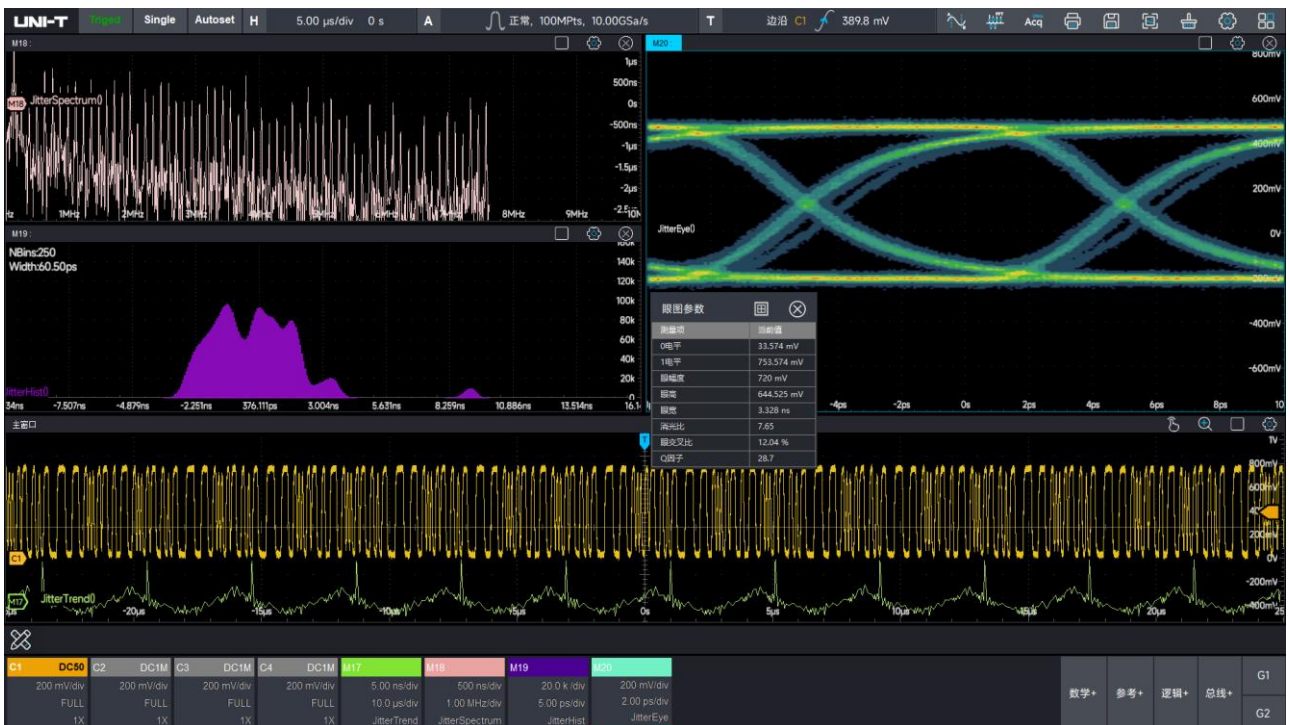 UNI-T Triged Single Autoset H 5.00 μs/div 0 s A 正常, 100MPts, 10.00GSa/s T 边沿 C1 389.8 mV Acq
M18 :
1μs
500ns
M18 JitterSpectrum() 0s
-500ns
-1μs
-1.5μs
-2μs
1MHz 2MHz 8MHz 9MHz
M19 :
NBins:250
Width:60.50ps
140k
120k
100k
80k
60k
40k
20k
JitterHist()
34ns -7.507ns -4.879ns -2.251ns 376.111ps 3.004ns 5.631ns 8.259ns 10.886ns 13.514ns 16.1
M20 :
800mV
600mV
400mV
200mV
JitterEye()
0V
-200mV
-400mV
-600mV
-4ps -2ps 0s 2ps 4ps 6ps 8ps 10
眼图参数
测量项 当前值
0电平 33.574 mV
1电平 753.574 mV
眼幅度 720 mV
眼高 644.525 mV
眼宽 3.328 ns
消光比 7.65
眼交叉比 12.04 %
Q因子 28.7
主窗口
T
1V
800mV
600mV
200mV
C1 0V
-200mV
M17 JitterTrend()
-400mV
-20μs -15μs -10μs -5μs 0s 5μs 10μs 15μs 20μs 25
C1 DC50 C2 DC1M C3 DC1M C4 DC1M M17 M18 M19 M20
200 mV/div 200 mV/div 200 mV/div 200 mV/div 5.00 ns/div 500 ns/div 20.0 k /div 200 mV/div
FULL FULL FULL FULL 10.0 μs/div 1.00 MHz/div 5.00 ps/div 2.00 ps/div
1X 1X 1X 1X JitterTrend JitterSpectrum JitterHist JitterEye
数学+ 参考+ 逻辑+ 总线+
G1
G2